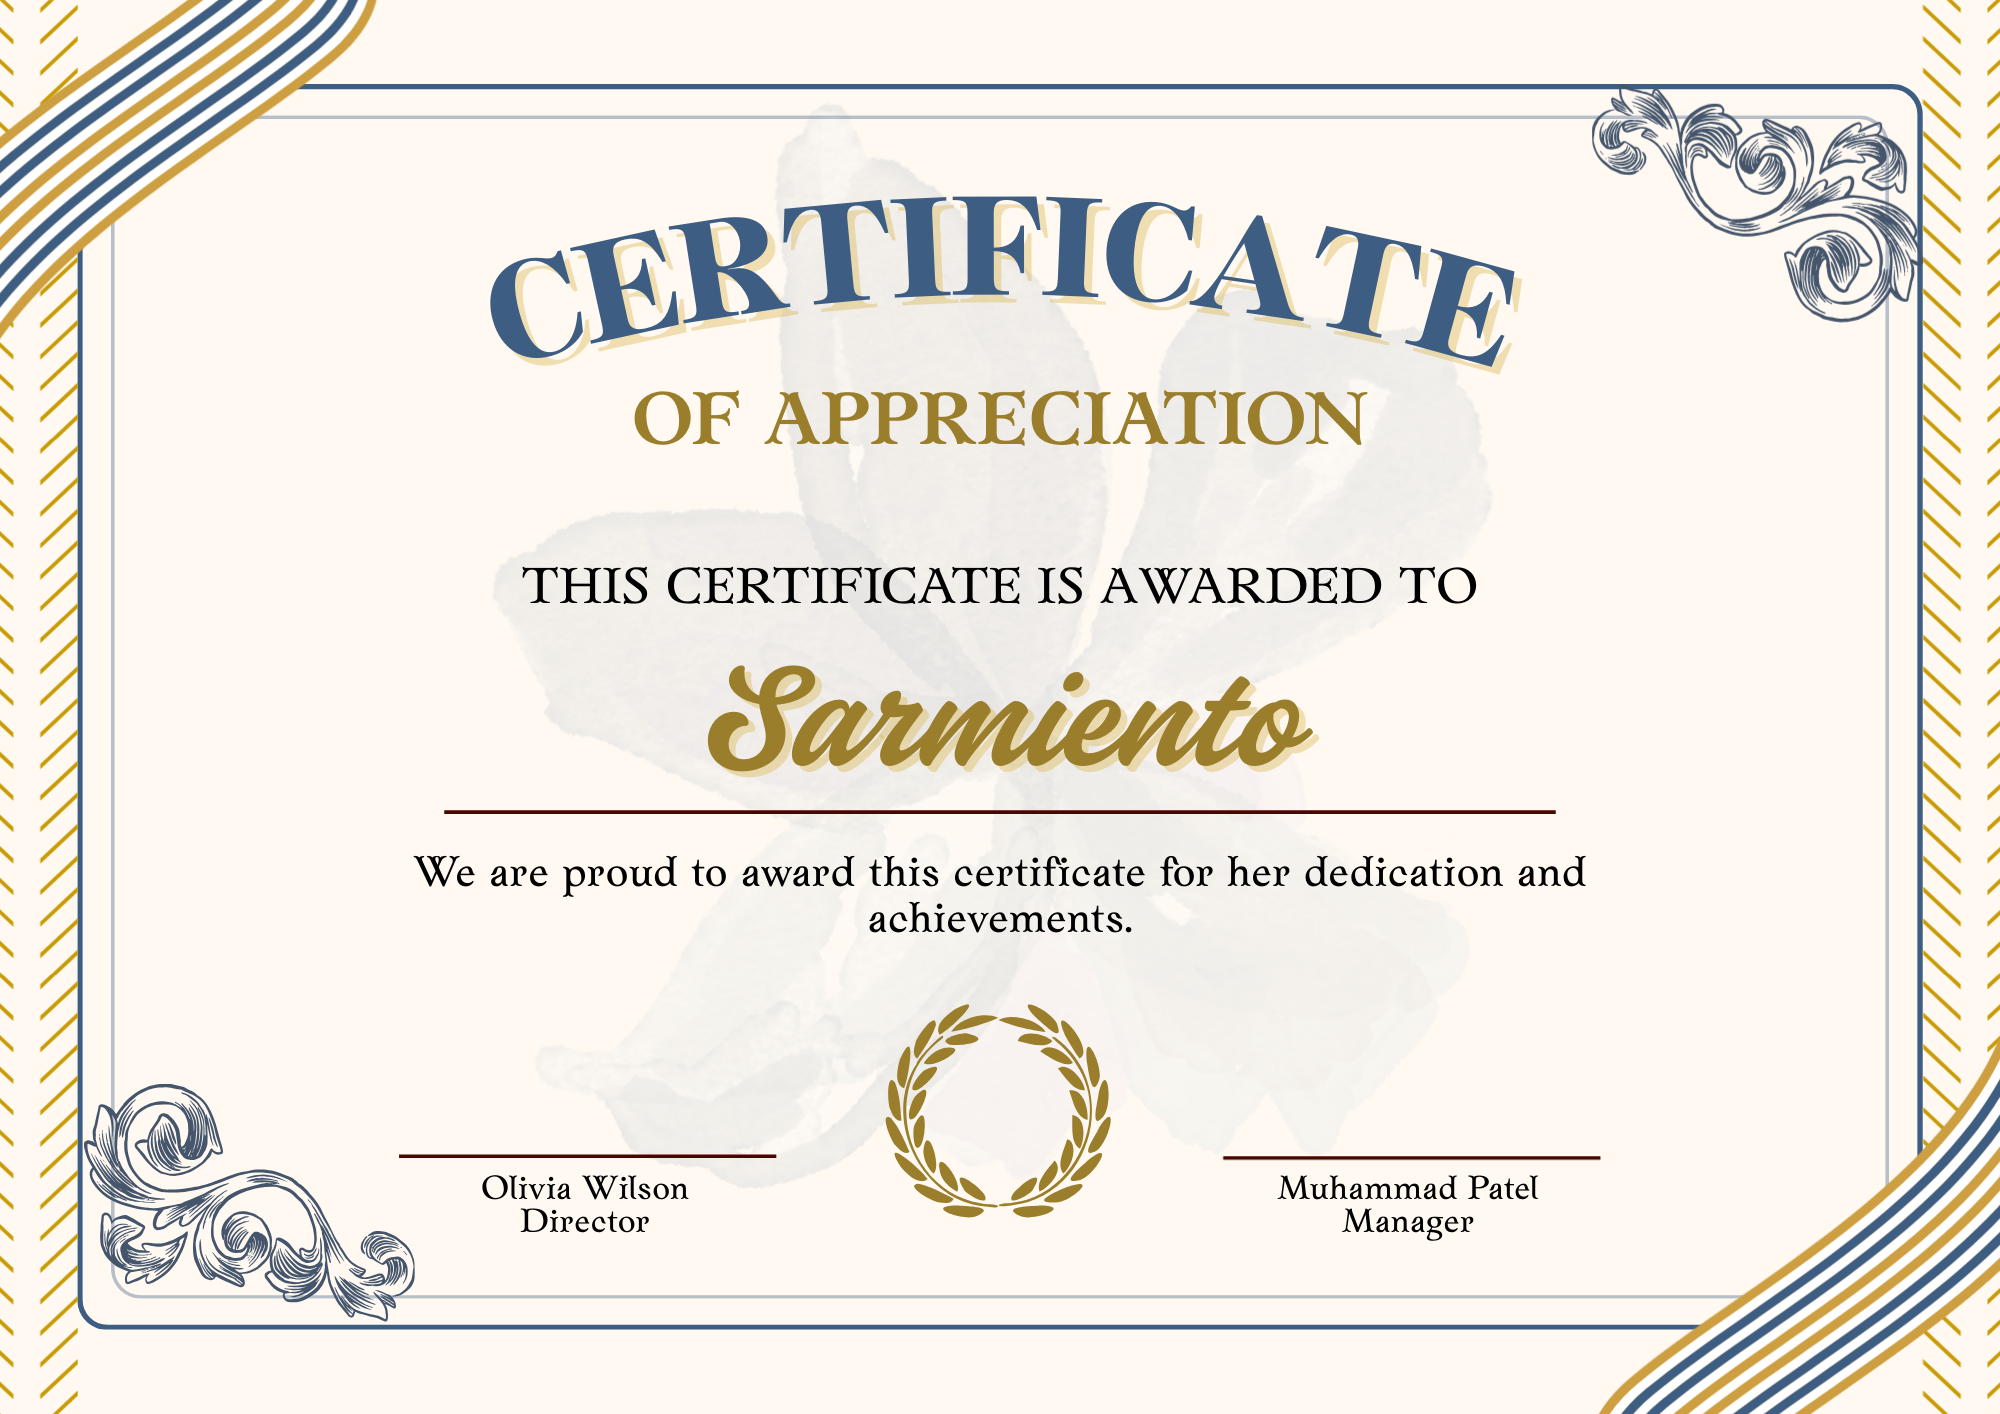 CERTIFICATE
OF APPRECIATION
THIS CERTIFICATE IS AWARDED TO
Sarmiento
We are proud to award this certificate for her dedication and
achievements.
Olivia Wilson
Director
Muhammad Patel
Manager